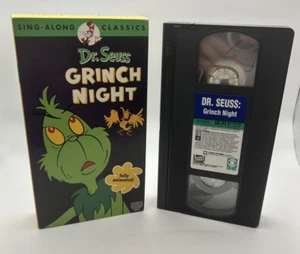 SING-ALONG CLASSICS
Dr. Seuss
GRINCH
NIGHT
fully
animated!
DR. SEUSS:
Grinch Night